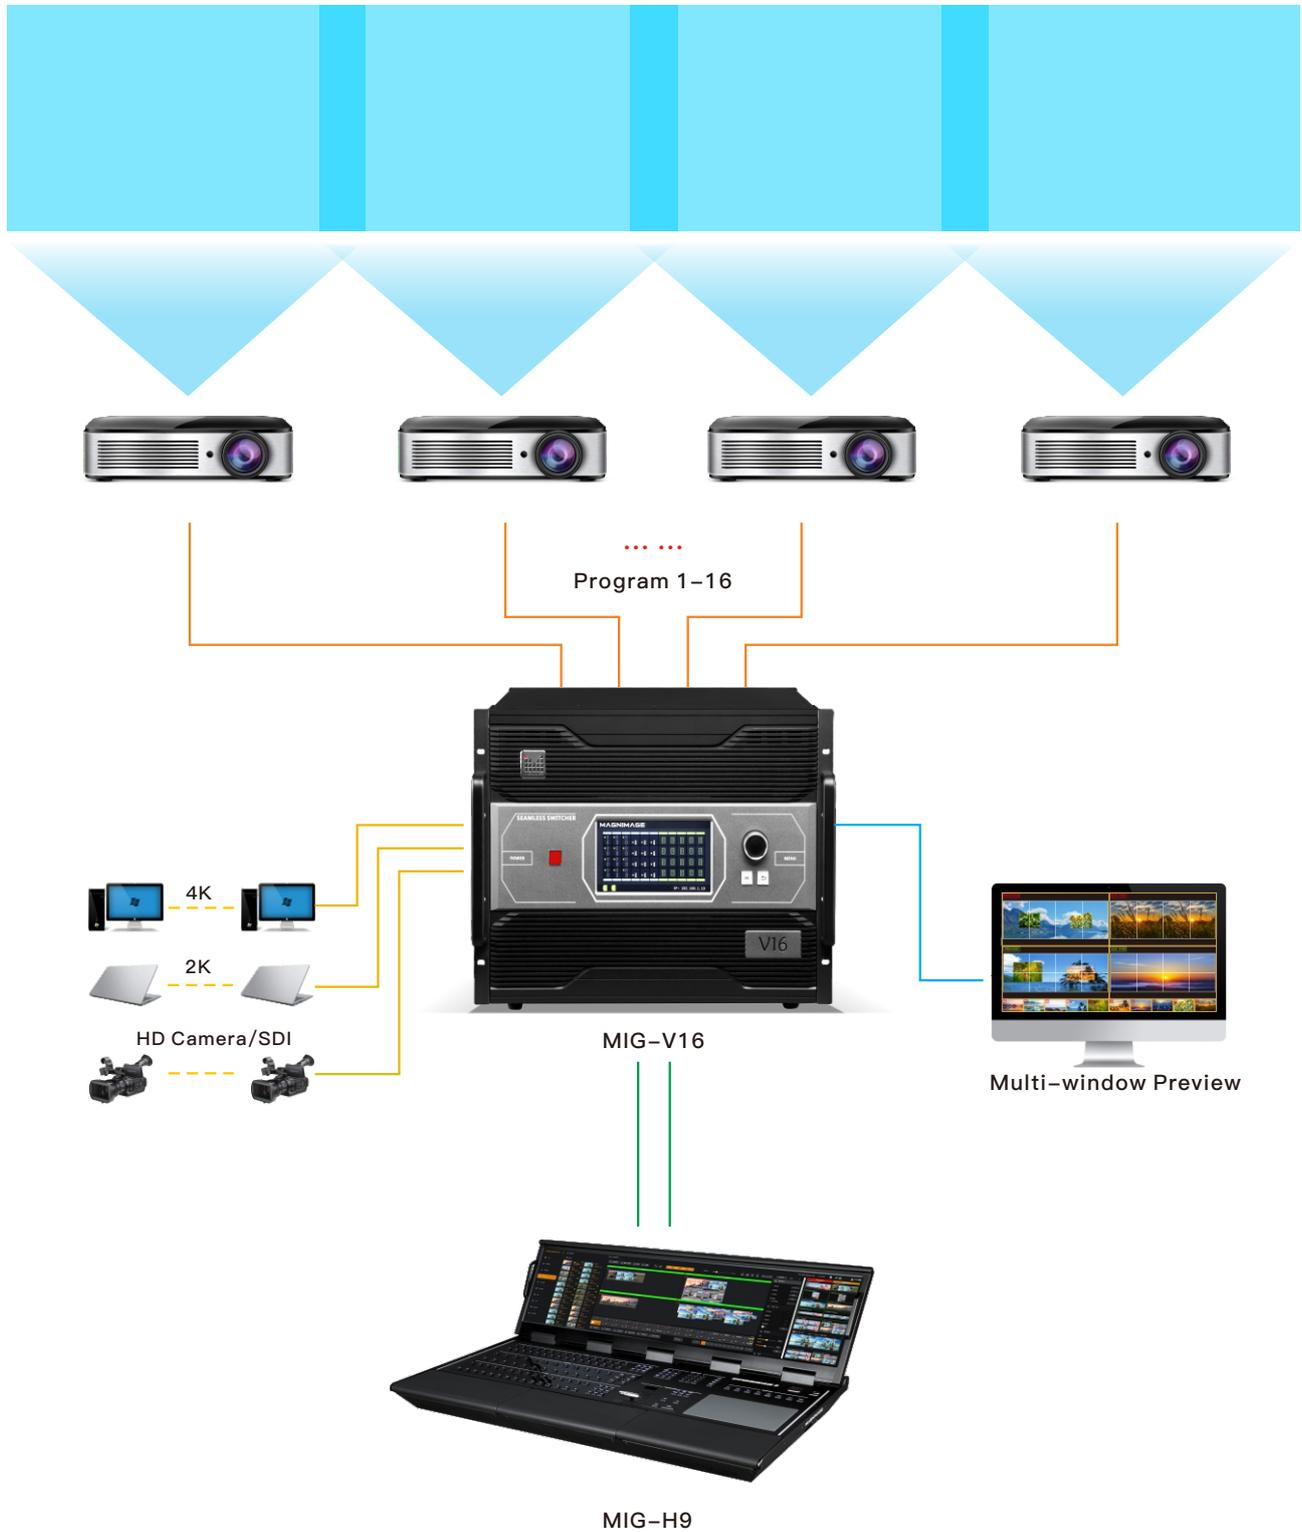 ... ...
Program 1–16
SEAMLESS SWITCHER
MAGNIMAGE
POWER
MENU
V16
4K
2K
HD Camera/SDI
MIG–V16
Multi–window Preview
MIG–H9